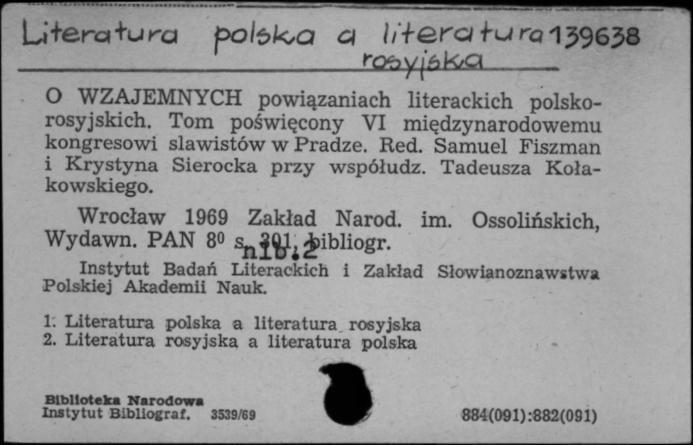 Literatura polska a literatura 139638
rosyjska
O WZAJEMNYCH powiązaniach literackich polsko-
rosyjskich. Tom poświęcony VI międzynarodowemu
kongresowi slawistów w Pradze. Red. Samuel Fiszman
i Krystyna Sierocka przy współudz. Tadeusza Koła-
kowskiego.
Wrocław 1969 Zakład Narod. im. Ossolińskich,
Wydawn. PAN 8⁰ s. 301, bibliogr.
nlb.2
Instytut Badań Literackich i Zakład Słowianoznawstwa
Polskiej Akademii Nauk.
1. Literatura polska a literatura rosyjska
2. Literatura rosyjska a literatura polska
Biblioteka Narodowa
Instytut Bibliograf. 3539/69 884(091):882(091)